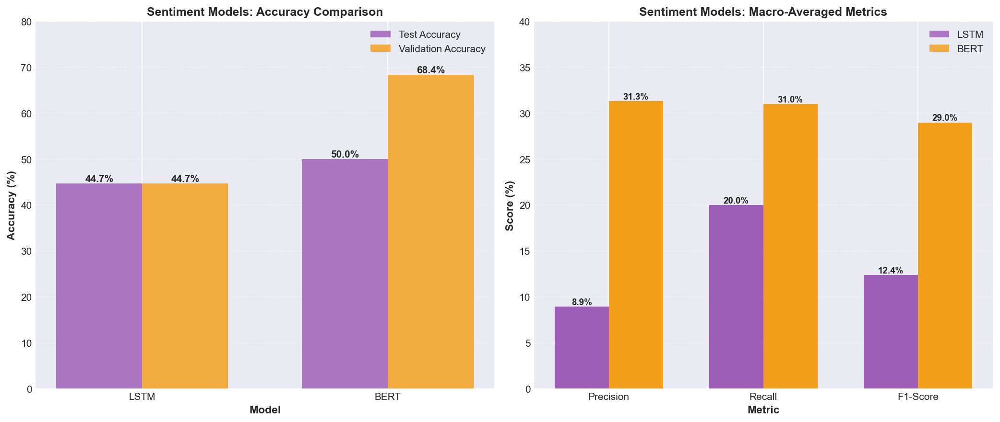 Sentiment Models: Accuracy Comparison
80
70
60
50
40
30
20
10
0
Accuracy (%)
Test Accuracy
Validation Accuracy
44.7%
44.7%
50.0%
68.4%
LSTM
BERT
Model
Sentiment Models: Macro-Averaged Metrics
40
35
30
25
20
15
10
5
0
Score (%)
LSTM
BERT
8.9%
31.3%
20.0%
31.0%
12.4%
29.0%
Precision
Recall
F1-Score
Metric